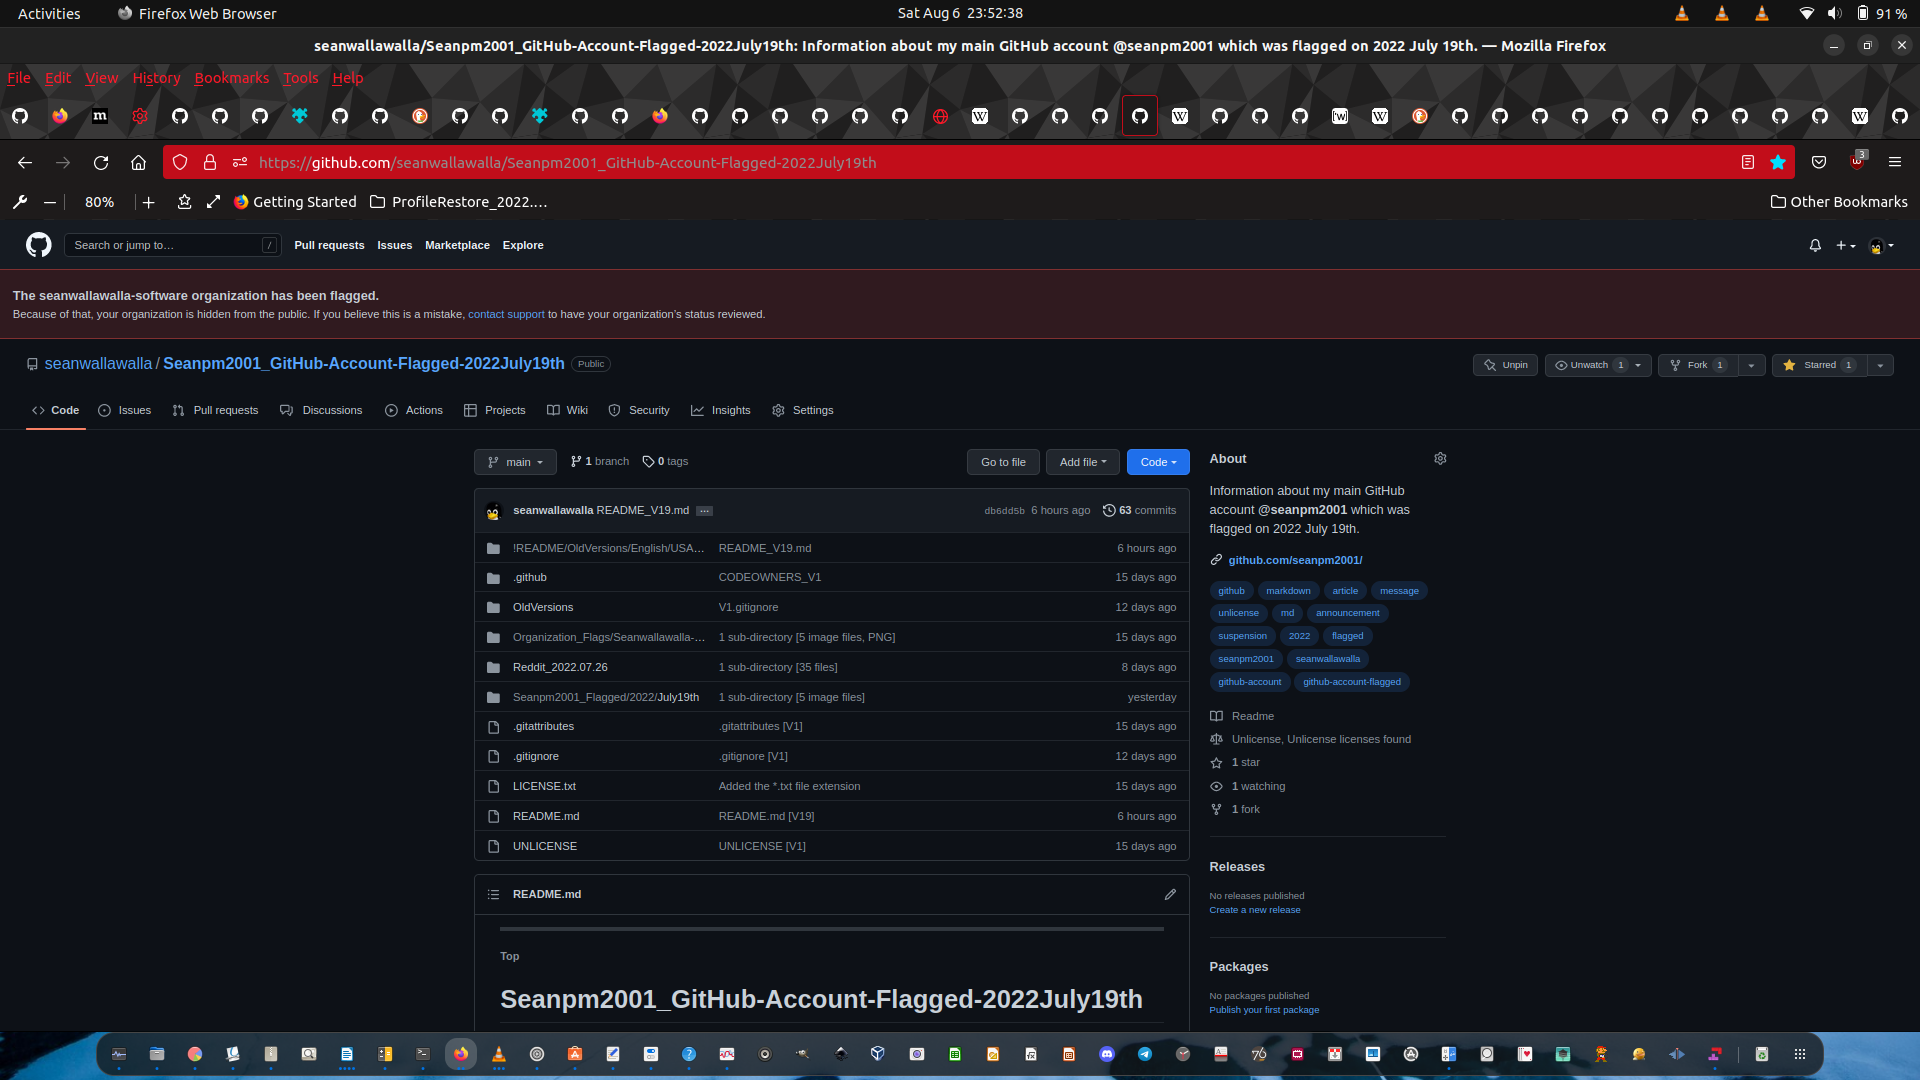 Activities
Firefox Web Browser
Sat Aug 6 23:52:38
91 %
seanwallawalla/Seanpm2001_GitHub-Account-Flagged-2022July19th: Information about my main GitHub account @seanpm2001 which was flagged on 2022 July 19th. — Mozilla Firefox
File Edit View History Bookmarks Tools Help
https://github.com/seanwallawalla/Seanpm2001_GitHub-Account-Flagged-2022July19th
3
80%
Getting Started
ProfileRestore_2022.…
Other Bookmarks
Search or jump to… /
Pull requests Issues Marketplace Explore
The seanwallawalla-software organization has been flagged.
Because of that, your organization is hidden from the public. If you believe this is a mistake, contact support to have your organization's status reviewed.
seanwallawalla / Seanpm2001_GitHub-Account-Flagged-2022July19th Public
Unpin Unwatch 1 Fork 1 Starred 1
Code Issues Pull requests Discussions Actions Projects Wiki Security Insights Settings
main 1 branch 0 tags Go to file Add file Code
seanwallawalla README_V19.md ... db6dd5b 6 hours ago 63 commits
!README/OldVersions/English/USA… README_V19.md 6 hours ago
.github CODEOWNERS_V1 15 days ago
OldVersions V1.gitignore 12 days ago
Organization_Flags/Seanwallawalla-… 1 sub-directory [5 image files, PNG] 15 days ago
Reddit_2022.07.26 1 sub-directory [35 files] 8 days ago
Seanpm2001_Flagged/2022/July19th 1 sub-directory [5 image files] yesterday
.gitattributes .gitattributes [V1] 15 days ago
.gitignore .gitignore [V1] 12 days ago
LICENSE.txt Added the *.txt file extension 15 days ago
README.md README.md [V19] 6 hours ago
UNLICENSE UNLICENSE [V1] 15 days ago
README.md
Top
Seanpm2001_GitHub-Account-Flagged-2022July19th
About
Information about my main GitHub
account @seanpm2001 which was
flagged on 2022 July 19th.
github.com/seanpm2001/
github markdown article message
unlicense md announcement
suspension 2022 flagged
seanpm2001 seanwallawalla
github-account github-account-flagged
Readme
Unlicense, Unlicense licenses found
1 star
1 watching
1 fork
Releases
No releases published
Create a new release
Packages
No packages published
Publish your first package